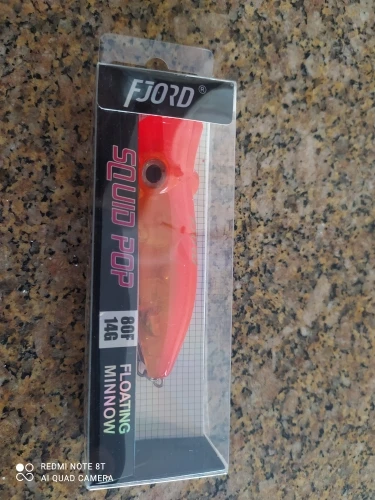 FJORD®
SQUID POP
80F
14G
FLOATING
MINNOW
REDMI NOTE 8T
AI QUAD CAMERA